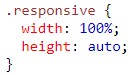 .responsive {
  width: 100%;
  height: auto;
}